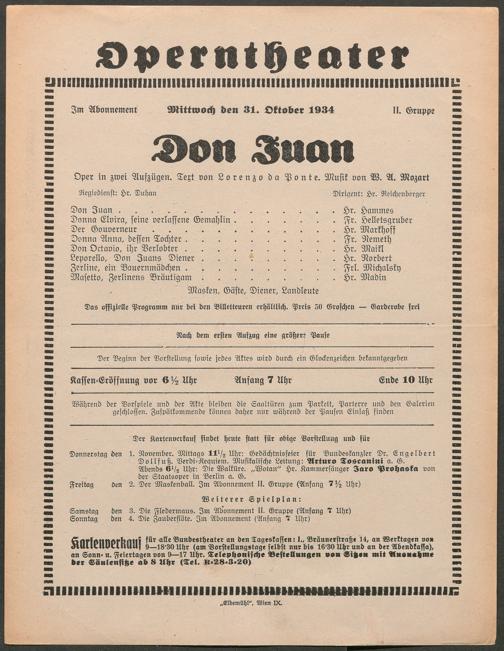 Operntheater
Im Abonnement Mittwoch den 31. Oktober 1934 II. Gruppe
Don Juan
Oper in zwei Aufzügen. Text von Lorenzo da Ponte. Musik von W. A. Mozart
Regiedienst: Hr. Duhan Dirigent: Hr. Reichenberger
Don Juan . . . . . . . . . . . Hr. Hammes
Donna Elvira, seine verlassene Gemahlin . . . . . . . Fr. Helletsgruber
Der Gouverneur . . . . . . . . . . Hr. Markhoff
Donna Anna, dessen Tochter . . . . . . . . . Fr. Nemeth
Don Octavio, ihr Verlobter . . . . . . . . . Hr. Maikl
Leporello, Don Juans Diener . . . . . . . . . Hr. Norbert
Zerline, ein Bauernmädchen . . . . . . . . . Frl. Michalsky
Masetto, Zerlinens Bräutigam . . . . . . . . . Hr. Madin
Masken, Gäste, Diener, Landleute
Das offizielle Programm nur bei den Billetteuren erhältlich. Preis 50 Groschen — Garderobe frei
Nach dem ersten Aufzug eine größere Pause
Der Beginn der Vorstellung sowie jedes Aktes wird durch ein Glockenzeichen bekanntgegeben
Kassen-Eröffnung vor 6½ Uhr Anfang 7 Uhr Ende 10 Uhr
Während der Vorspiele und der Akte bleiben die Saaltüren zum Parkett, Parterre und den Galerien
geschlossen. Zuspätkommende können daher nur während der Pausen Einlaß finden
Der Kartenverkauf findet heute statt für obige Vorstellung und für
Donnerstag den 1. November. Mittags 11½ Uhr: Gedächtnisfeier für Bundeskanzler Dr. Engelbert
Dollfuß. Verdi-Requiem. Musikalische Leitung: Arturo Toscanini a. G.
Abends 6½ Uhr: Die Walküre. „Wotan" Hr. Kammersänger Jaro Prohaska von
der Staatsoper in Berlin a. G.
Freitag den 2. Der Maskenball. Im Abonnement II. Gruppe (Anfang 7½ Uhr)
Weiterer Spielplan:
Samstag den 3. Die Fledermaus. Im Abonnement II. Gruppe (Anfang 7 Uhr)
Sonntag den 4. Die Zauberflöte. Im Abonnement (Anfang 7 Uhr)
Kartenverkauf für alle Bundestheater an den Tageskassen: I., Bräunerstraße 14, an Werktagen von
9—18·30 Uhr (am Vorstellungstage selbst nur bis 16·30 Uhr und an der Abendkassa),
an Sonn- u. Feiertagen von 9—17 Uhr. Telephonische Bestellungen von Sitzen mit Ausnahme
der Säulensitze ab 8 Uhr (Tel. R-28-3-20)
„Elbemühl", Wien IX.